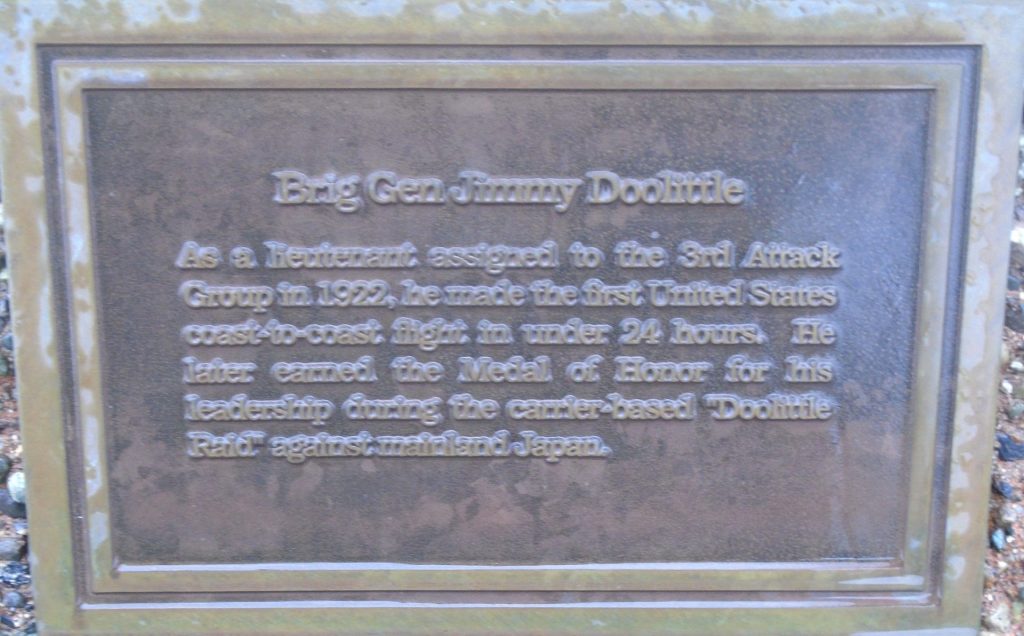 Brig Gen Jimmy Doolittle
As a lieutenant assigned to the 3rd Attack
Group in 1922, he made the first United States
coast-to-coast flight in under 24 hours. He
later earned the Medal of Honor for his
leadership during the carrier-based "Doolittle
Raid" against mainland Japan.